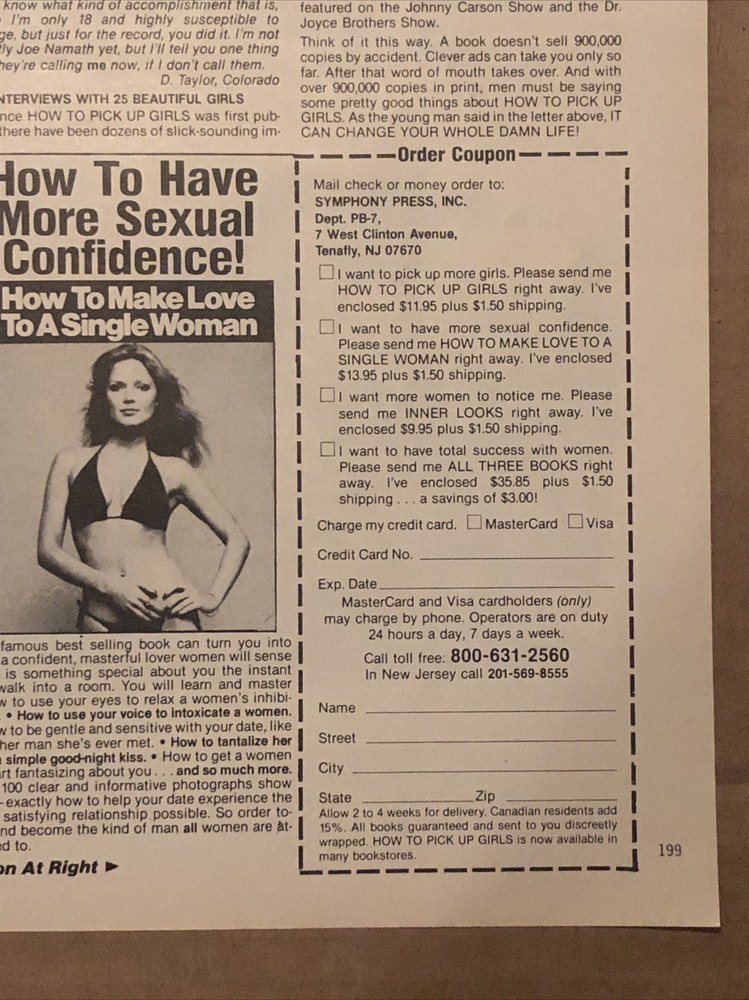 know what kind of accomplishment that is,
I'm only 18 and highly susceptible to
ge, but just for the record, you did it. I'm not
tly Joe Namath yet, but I'll tell you one thing
hey're calling me now, if I don't call them.
D. Taylor, Colorado
NTERVIEWS WITH 25 BEAUTIFUL GIRLS
nce HOW TO PICK UP GIRLS was first pub-
there have been dozens of slick-sounding im-
featured on the Johnny Carson Show and the Dr.
Joyce Brothers Show.
Think of it this way. A book doesn't sell 900,000
copies by accident. Clever ads can take you only so
far. After that word of mouth takes over. And with
over 900,000 copies in print, men must be saying
some pretty good things about HOW TO PICK UP
GIRLS. As the young man said in the letter above, IT
CAN CHANGE YOUR WHOLE DAMN LIFE!
How To Have
More Sexual
Confidence!
How To Make Love
To A Single Woman
famous best selling book can turn you into
a confident, masterful lover women will sense
is something special about you the instant
walk into a room. You will learn and master
w to use your eyes to relax a women's inhibi-
• How to use your voice to intoxicate a women.
w to be gentle and sensitive with your date, like
her man she's ever met. • How to tantalize her
simple good-night kiss. • How to get a women
rt fantasizing about you . . . and so much more.
100 clear and informative photographs show
- exactly how to help your date experience the
satisfying relationship possible. So order to-
nd become the kind of man all women are at-
ed to.
on At Right ►
Order Coupon
Mail check or money order to:
SYMPHONY PRESS, INC.
Dept. PB-7,
7 West Clinton Avenue,
Tenafly, NJ 07670
☐ I want to pick up more girls. Please send me
HOW TO PICK UP GIRLS right away. I've
enclosed $11.95 plus $1.50 shipping.
☐ I want to have more sexual confidence.
Please send me HOW TO MAKE LOVE TO A
SINGLE WOMAN right away. I've enclosed
$13.95 plus $1.50 shipping.
☐ I want more women to notice me. Please
send me INNER LOOKS right away. I've
enclosed $9.95 plus $1.50 shipping.
☐ I want to have total success with women.
Please send me ALL THREE BOOKS right
away. I've enclosed $35.85 plus $1.50
shipping . . . a savings of $3.00!
Charge my credit card. ☐ MasterCard ☐ Visa
Credit Card No.
Exp. Date
MasterCard and Visa cardholders (only)
may charge by phone. Operators are on duty
24 hours a day, 7 days a week.
Call toll free: 800-631-2560
In New Jersey call 201-569-8555
Name
Street
City
State Zip
Allow 2 to 4 weeks for delivery. Canadian residents add
15%. All books guaranteed and sent to you discreetly
wrapped. HOW TO PICK UP GIRLS is now available in
many bookstores.
199